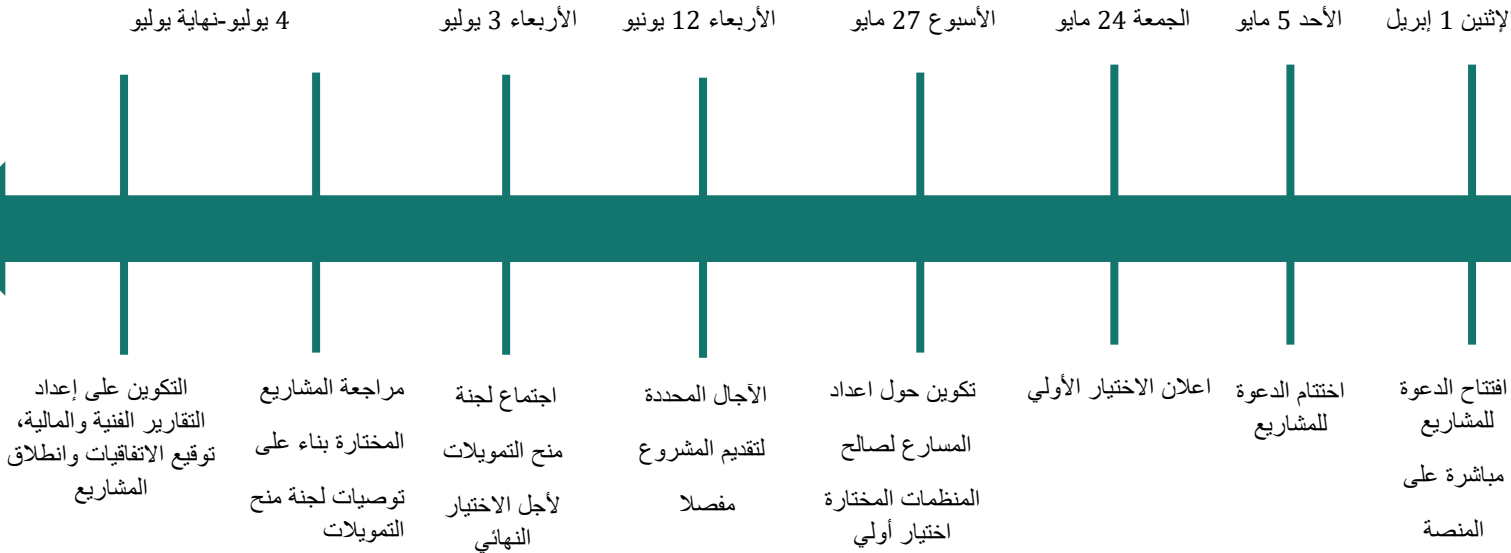 لإثنين 1 إبريل
الأحد 5 مايو
الجمعة 24 مايو
الأسبوع 27 مايو
الأربعاء 12 يونيو
الأربعاء 3 يوليو
4 يوليو-نهاية يوليو
افتتاح الدعوة
للمشاريع
مباشرة على
المنصة
اختتام الدعوة
للمشاريع
اعلان الاختيار الأولي
تكوين حول اعداد
المسارع لصالح
المنظمات المختارة
اختيار أولي
الآجال المحددة
لتقديم المشروع
مفصلا
اجتماع لجنة
منح التمويلات
لأجل الاختيار
النهائي
مراجعة المشاريع
المختارة بناء على
توصيات لجنة منح
التمويلات
التكوين على إعداد
التقارير الفنية والمالية،
توقيع الاتفاقيات وانطلاق
المشاريع